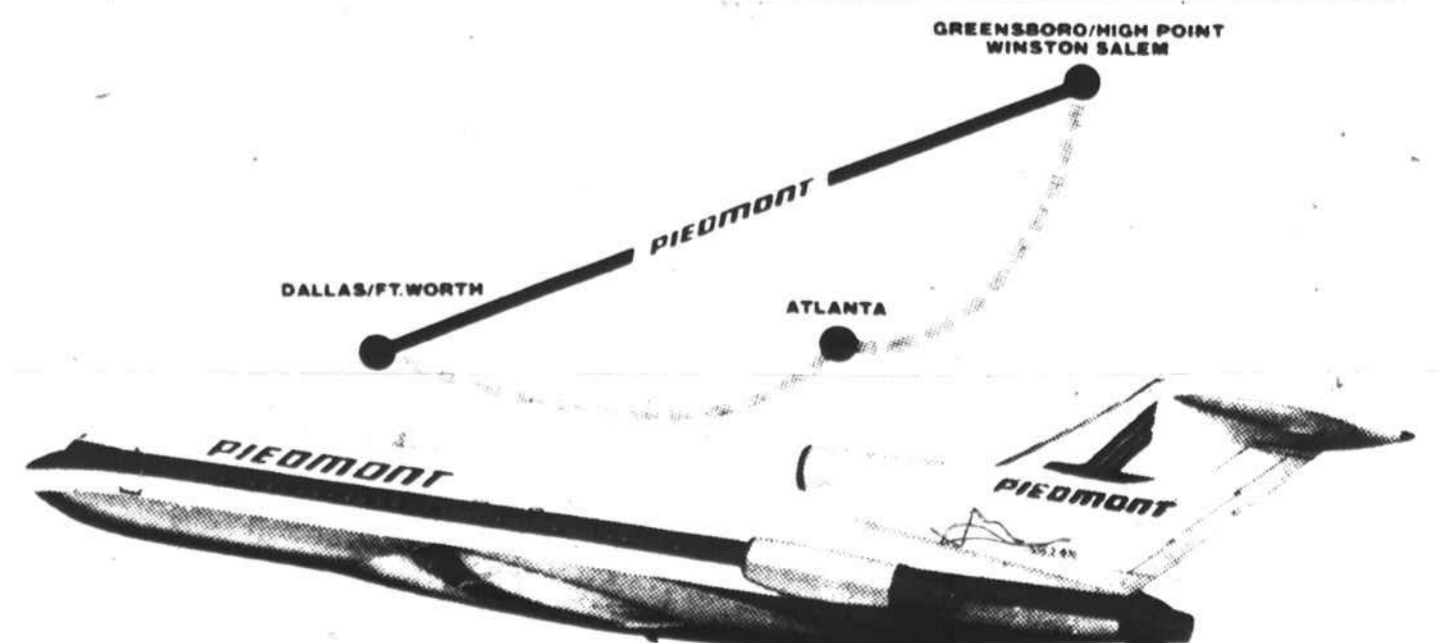 GREENSBORO/HIGH POINT
WINSTON SALEM
PIEDMONT
DALLAS/FT.WORTH
ATLANTA
PIEDMONT
PIEDMONT